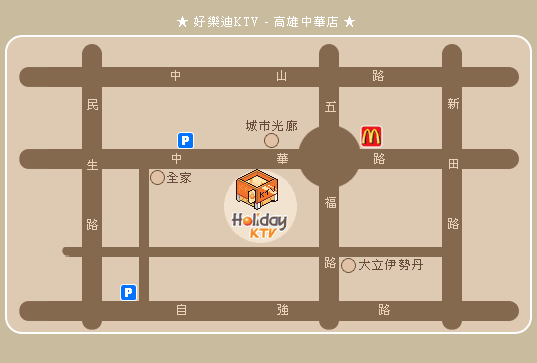 ★ 好樂迪KTV - 高雄中華店 ★
中山路
民生路
五福路
新田路
城市光廊
P
M
中華路
全家
KTV
Holiday
KTV
大立伊勢丹
P
自強路